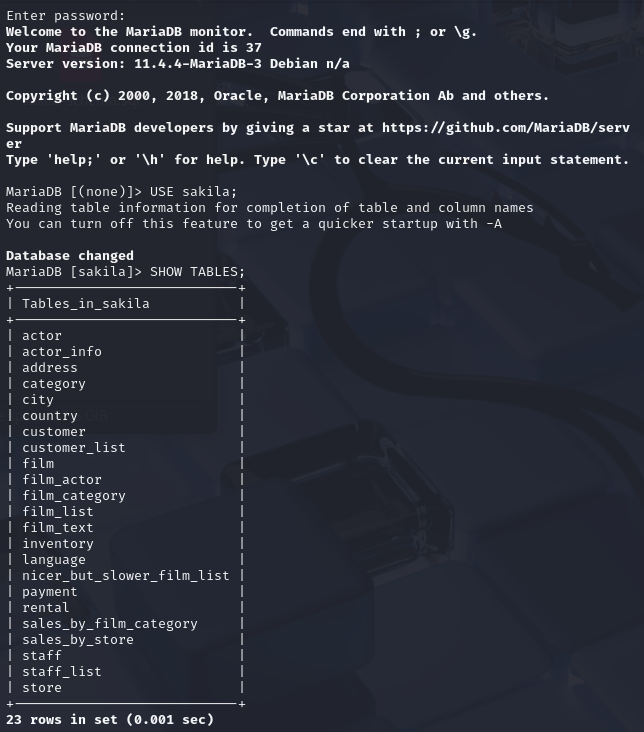 Enter password:
Welcome to the MariaDB monitor.  Commands end with ; or \g.
Your MariaDB connection id is 37
Server version: 11.4.4-MariaDB-3 Debian n/a
Copyright (c) 2000, 2018, Oracle, MariaDB Corporation Ab and others.
Support MariaDB developers by giving a star at https://github.com/MariaDB/serv
er
Type 'help;' or '\h' for help. Type '\c' to clear the current input statement.
MariaDB [(none)]> USE sakila;
Reading table information for completion of table and column names
You can turn off this feature to get a quicker startup with -A
Database changed
MariaDB [sakila]> SHOW TABLES;
+----------------------------+
| Tables_in_sakila           |
+----------------------------+
| actor                      |
| actor_info                 |
| address                    |
| category                   |
| city                       |
| country                    |
| customer                   |
| customer_list              |
| film                       |
| film_actor                 |
| film_category              |
| film_list                  |
| film_text                  |
| inventory                  |
| language                   |
| nicer_but_slower_film_list |
| payment                    |
| rental                     |
| sales_by_film_category     |
| sales_by_store             |
| staff                      |
| staff_list                 |
| store                      |
+----------------------------+
23 rows in set (0.001 sec)